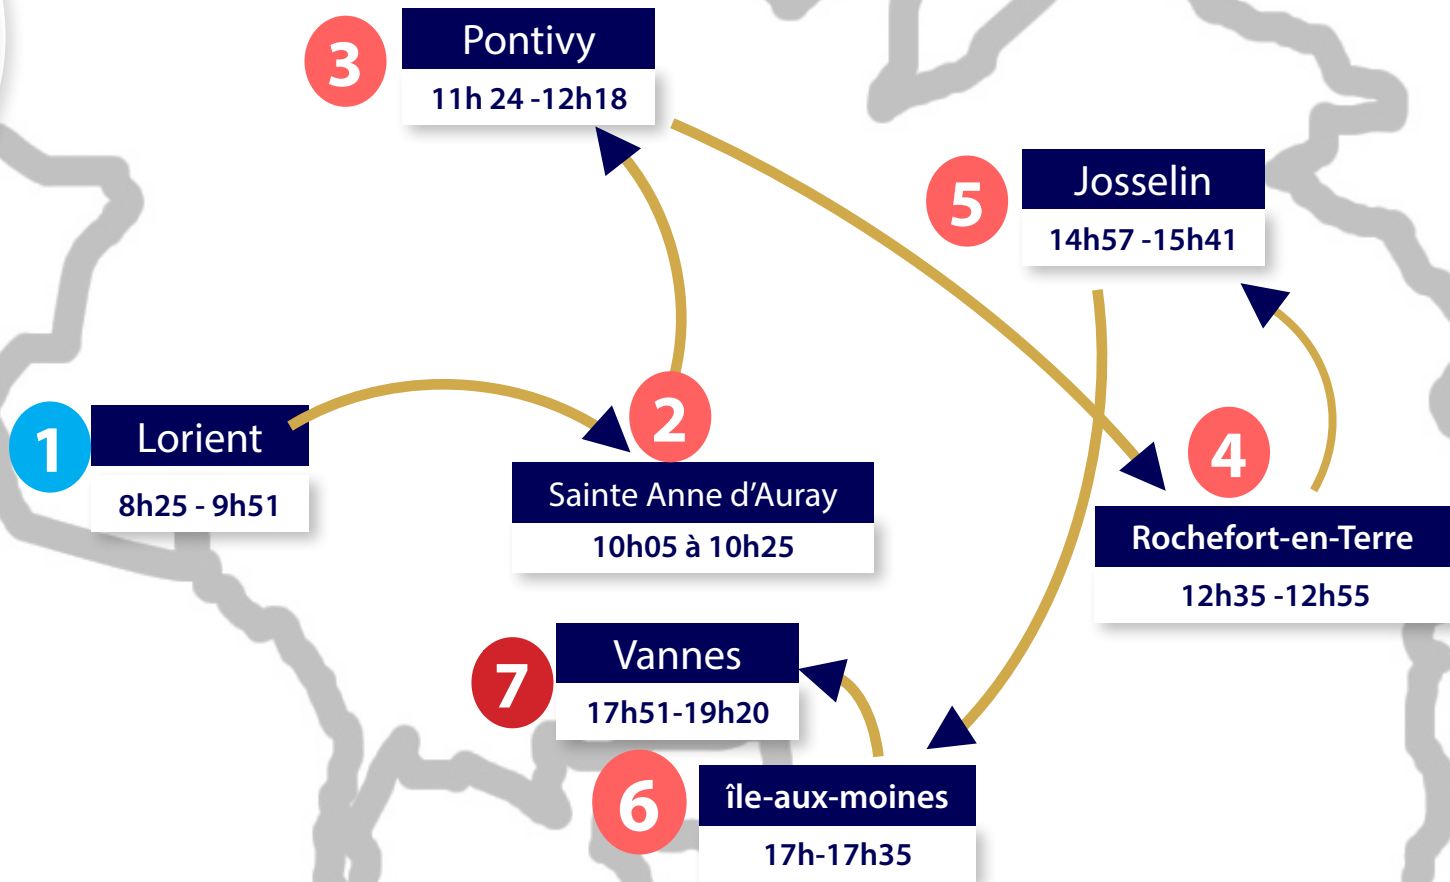 3
Pontivy
11h 24 -12h18
5
Josselin
14h57 -15h41
1
Lorient
8h25 - 9h51
2
Sainte Anne d’Auray
10h05 à 10h25
4
Rochefort-en-Terre
12h35 -12h55
7
Vannes
17h51-19h20
6
île-aux-moines
17h-17h35